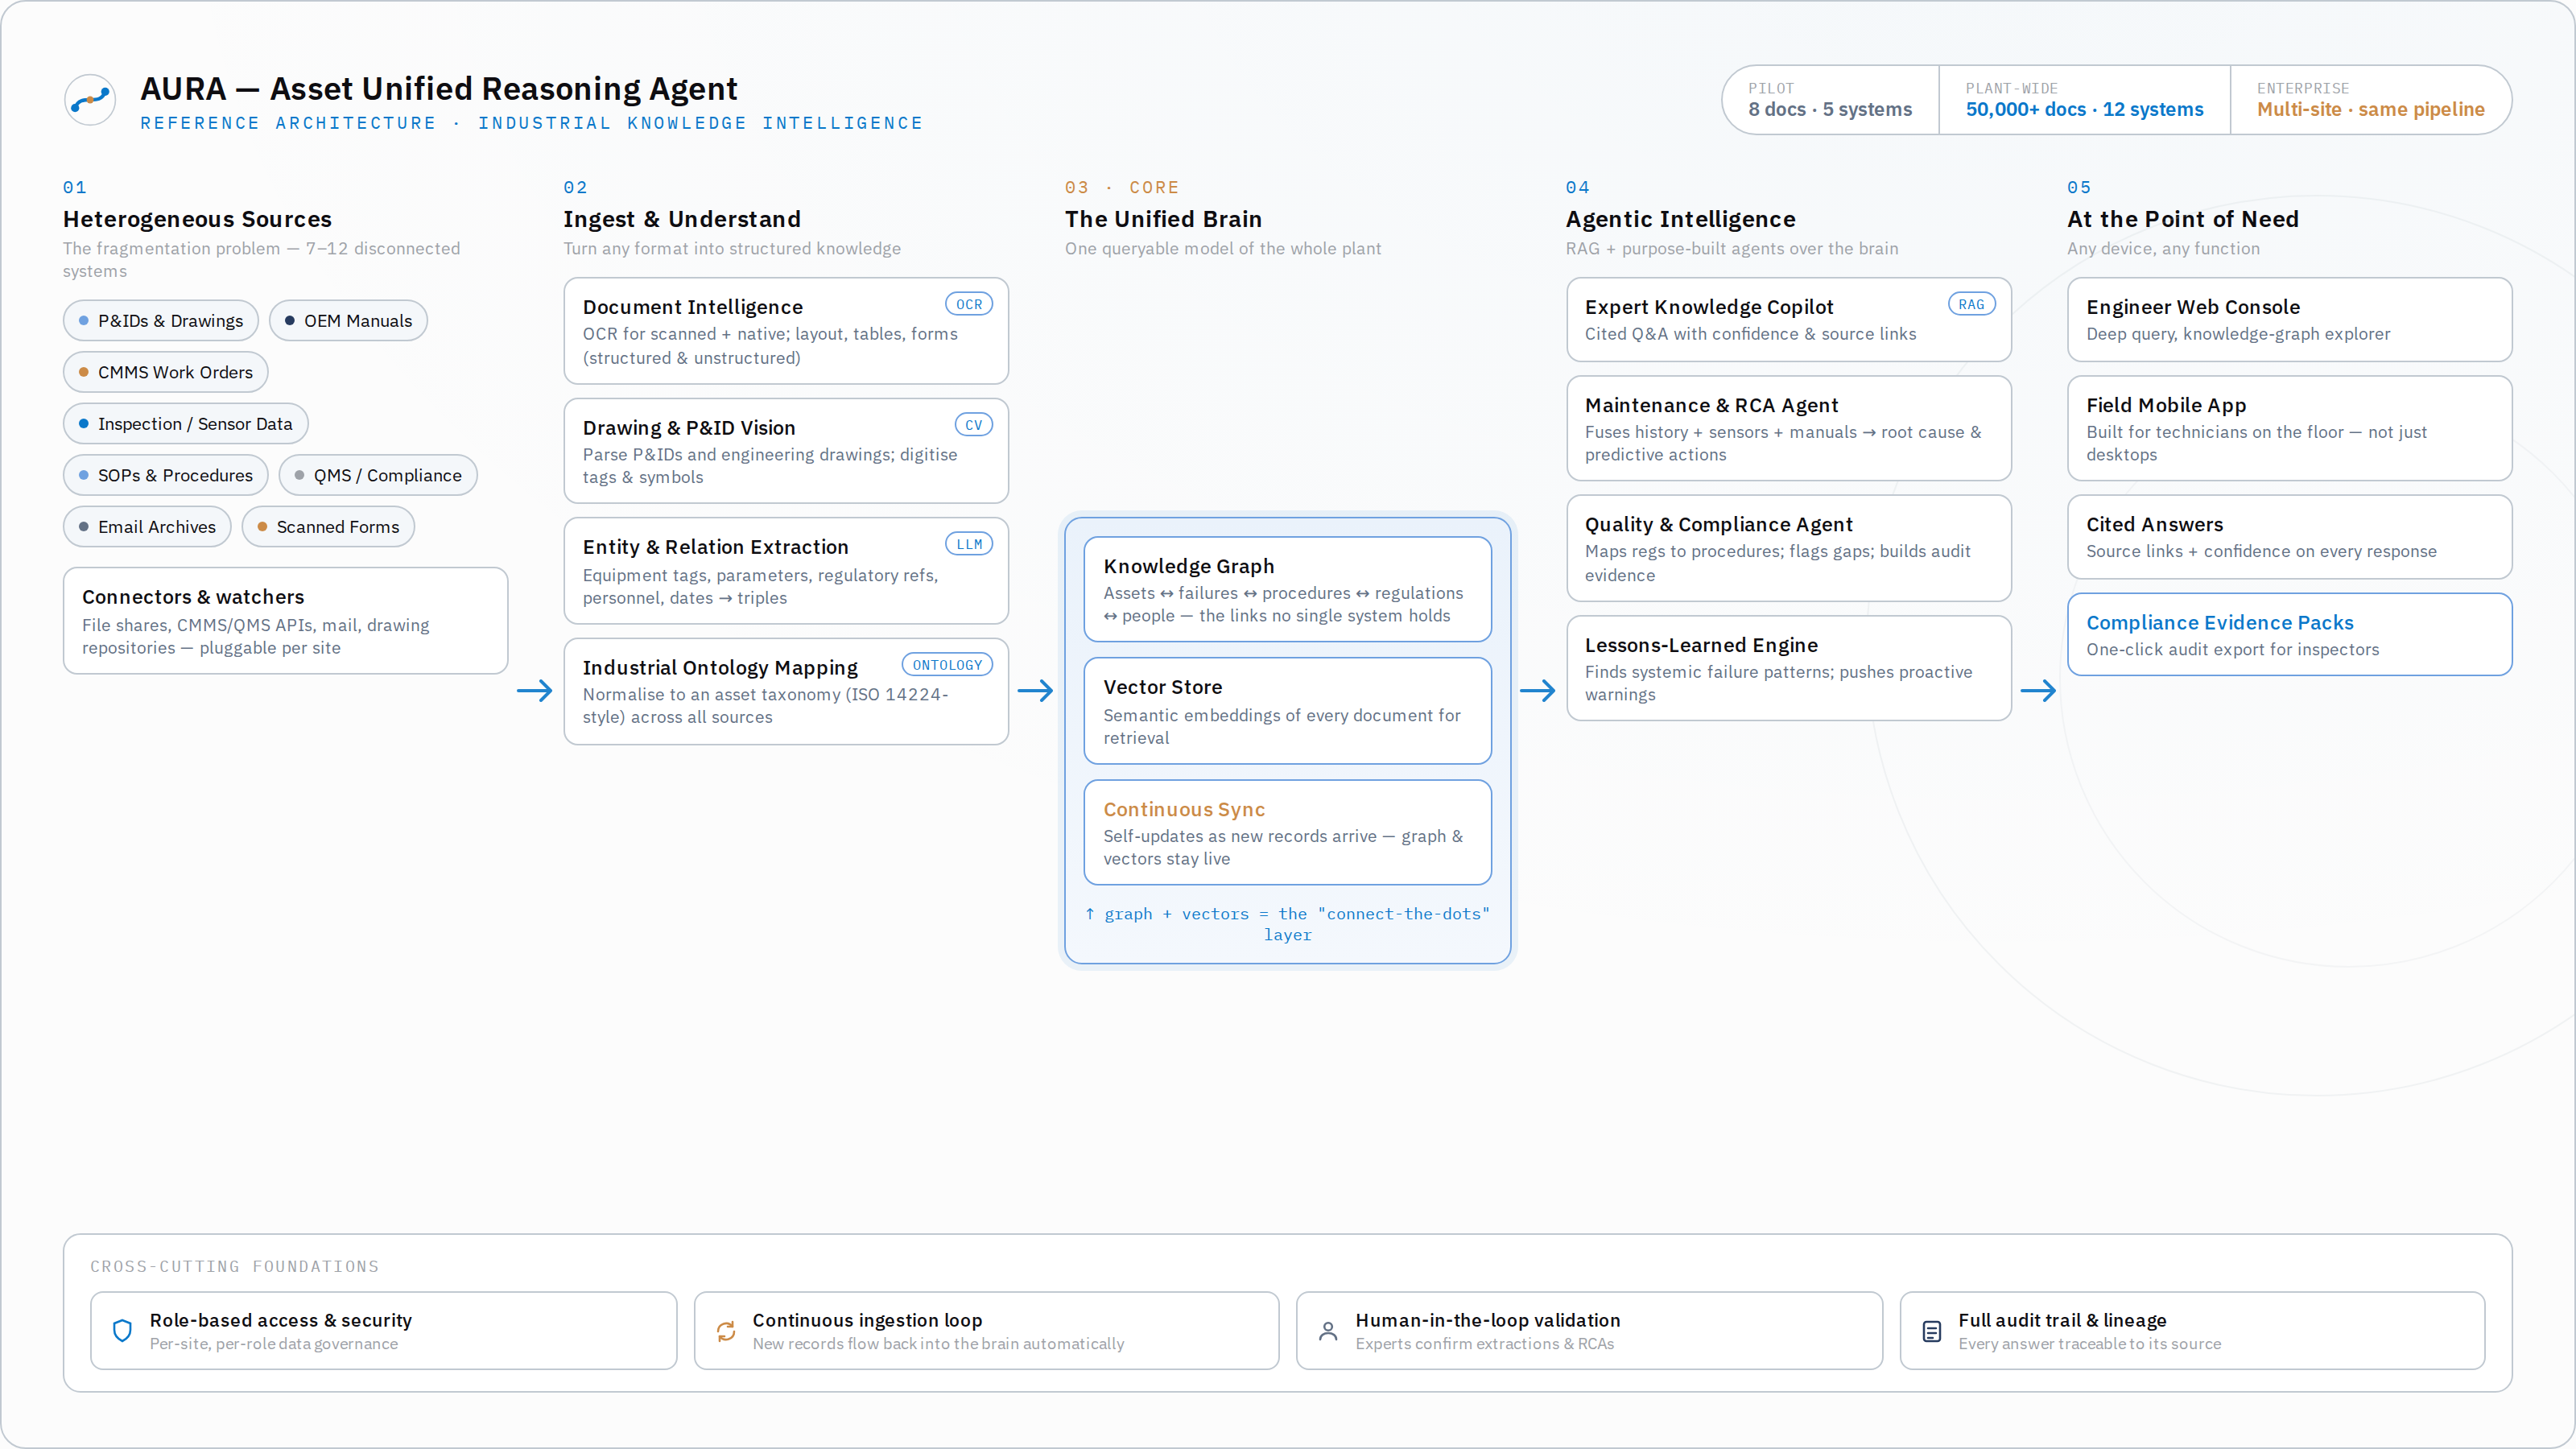 AURA — Asset Unified Reasoning Agent
REFERENCE ARCHITECTURE · INDUSTRIAL KNOWLEDGE INTELLIGENCE
PILOT
8 docs · 5 systems
PLANT-WIDE
50,000+ docs · 12 systems
ENTERPRISE
Multi-site · same pipeline
01
Heterogeneous Sources
The fragmentation problem — 7–12 disconnected
systems
P&IDs & Drawings
OEM Manuals
CMMS Work Orders
Inspection / Sensor Data
SOPs & Procedures
QMS / Compliance
Email Archives
Scanned Forms
Connectors & watchers
File shares, CMMS/QMS APIs, mail, drawing
repositories — pluggable per site
02
Ingest & Understand
Turn any format into structured knowledge
Document Intelligence
OCR
OCR for scanned + native; layout, tables, forms
(structured & unstructured)
Drawing & P&ID Vision
CV
Parse P&IDs and engineering drawings; digitise
tags & symbols
Entity & Relation Extraction
LLM
Equipment tags, parameters, regulatory refs,
personnel, dates → triples
Industrial Ontology Mapping
ONTOLOGY
Normalise to an asset taxonomy (ISO 14224-
style) across all sources
03 · CORE
The Unified Brain
One queryable model of the whole plant
Knowledge Graph
Assets ↔ failures ↔ procedures ↔ regulations
↔ people — the links no single system holds
Vector Store
Semantic embeddings of every document for
retrieval
Continuous Sync
Self-updates as new records arrive — graph &
vectors stay live
↑ graph + vectors = the "connect-the-dots"
layer
04
Agentic Intelligence
RAG + purpose-built agents over the brain
Expert Knowledge Copilot
RAG
Cited Q&A with confidence & source links
Maintenance & RCA Agent
Fuses history + sensors + manuals → root cause &
predictive actions
Quality & Compliance Agent
Maps regs to procedures; flags gaps; builds audit
evidence
Lessons-Learned Engine
Finds systemic failure patterns; pushes proactive
warnings
05
At the Point of Need
Any device, any function
Engineer Web Console
Deep query, knowledge-graph explorer
Field Mobile App
Built for technicians on the floor — not just
desktops
Cited Answers
Source links + confidence on every response
Compliance Evidence Packs
One-click audit export for inspectors
CROSS-CUTTING FOUNDATIONS
Role-based access & security
Per-site, per-role data governance
Continuous ingestion loop
New records flow back into the brain automatically
Human-in-the-loop validation
Experts confirm extractions & RCAs
Full audit trail & lineage
Every answer traceable to its source